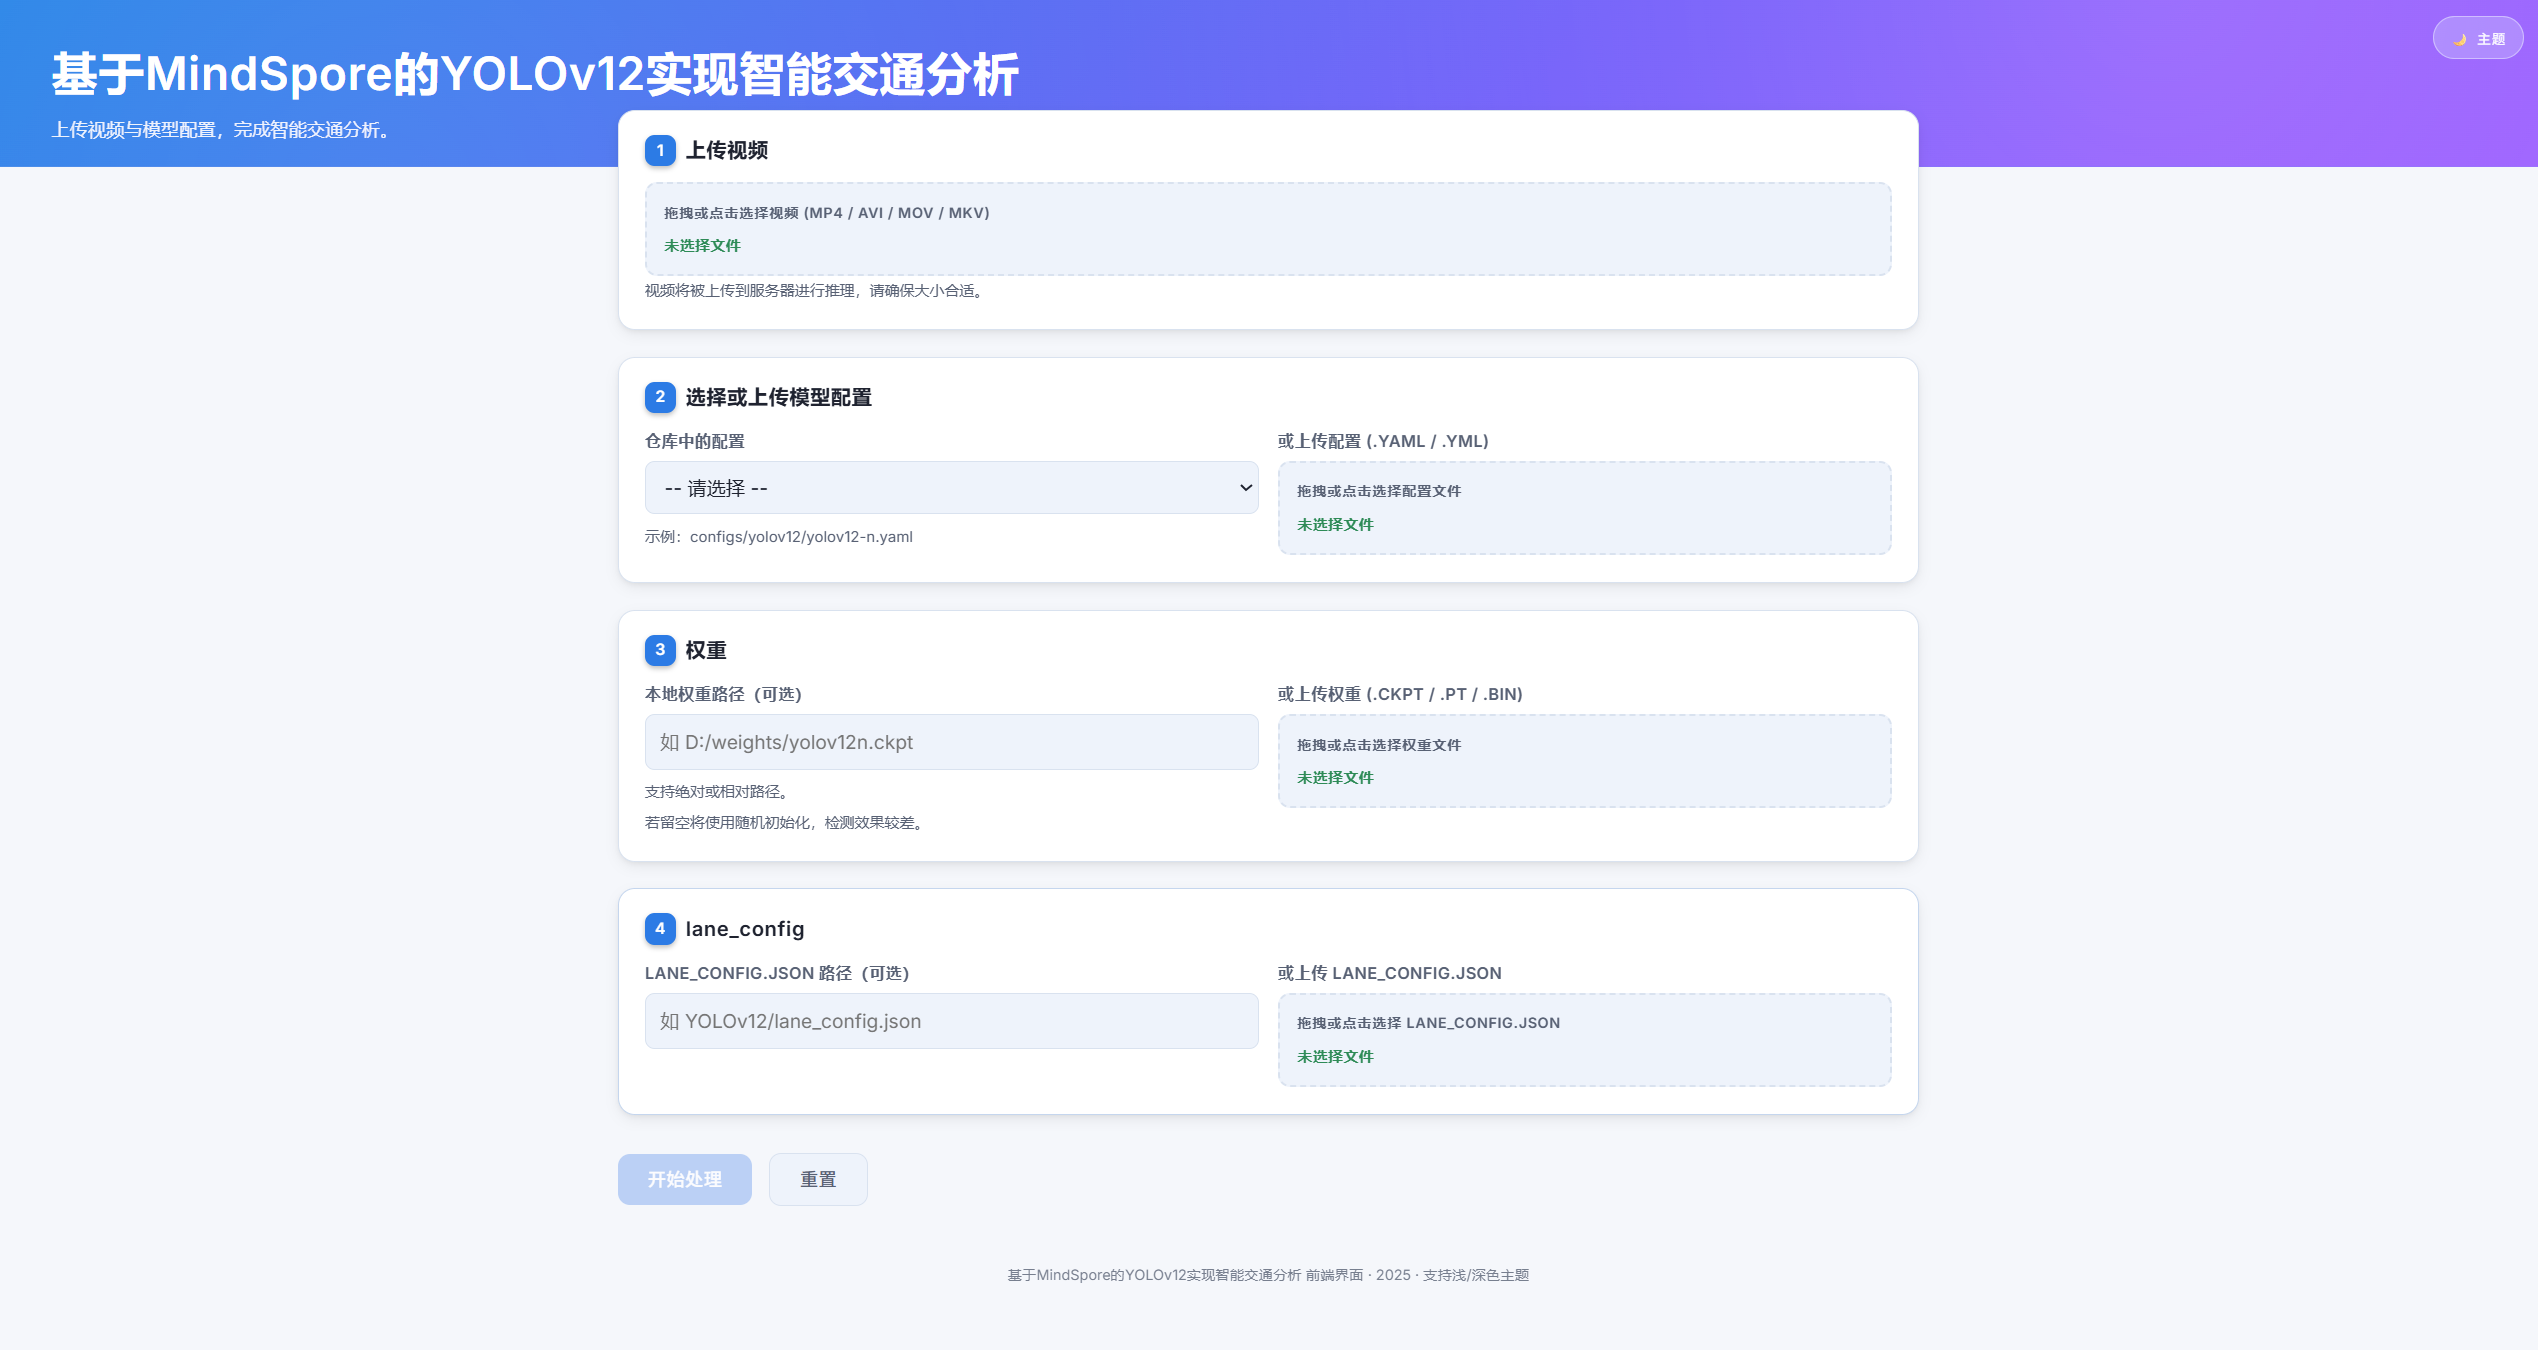 基于MindSpore的YOLOv12实现智能交通分析
🌙 主题
上传视频与模型配置，完成智能交通分析。
1 上传视频
拖拽或点击选择视频 (MP4 / AVI / MOV / MKV)
未选择文件
视频将被上传到服务器进行推理，请确保大小合适。
2 选择或上传模型配置
仓库中的配置
-- 请选择 --
示例：configs/yolov12/yolov12-n.yaml
或上传配置 (.YAML / .YML)
拖拽或点击选择配置文件
未选择文件
3 权重
本地权重路径（可选）
如 D:/weights/yolov12n.ckpt
支持绝对或相对路径。
若留空将使用随机初始化，检测效果较差。
或上传权重 (.CKPT / .PT / .BIN)
拖拽或点击选择权重文件
未选择文件
4 lane_config
LANE_CONFIG.JSON 路径（可选）
如 YOLOv12/lane_config.json
或上传 LANE_CONFIG.JSON
拖拽或点击选择 LANE_CONFIG.JSON
未选择文件
开始处理
重置
基于MindSpore的YOLOv12实现智能交通分析 前端界面 · 2025 · 支持浅/深色主题